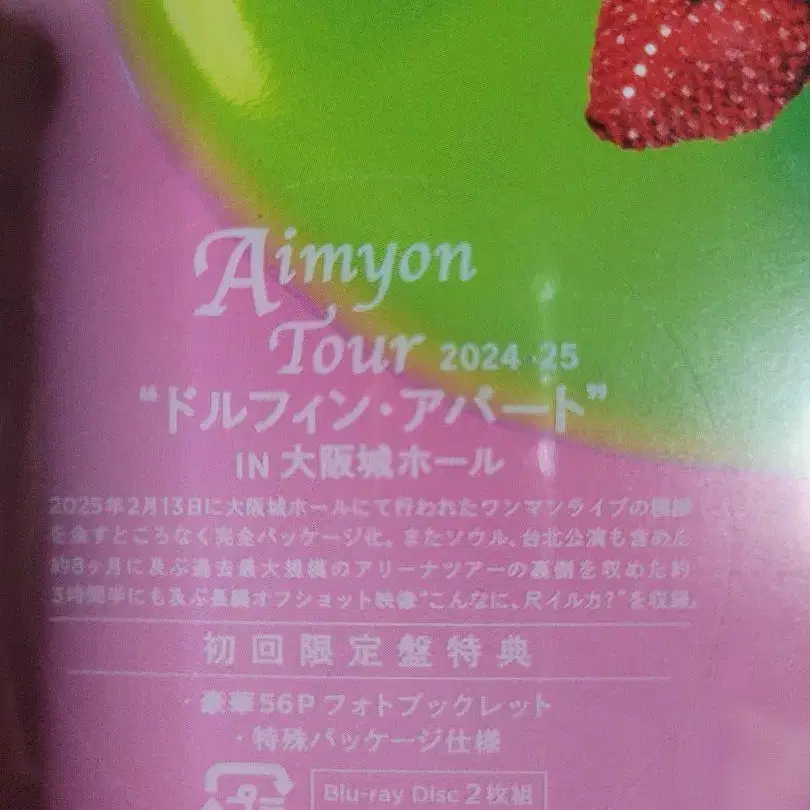 Aimyon
Tour 2024-25
“ドルフィン・アパート”
IN 大阪城ホール
2025年2月13日に大阪城ホールにて行われたワンマンライブの模様
を余すところなく完全パッケージ化。またソウル、台北公演も含めた
約8ヶ月に及ぶ過去最大規模のアリーナツアーの裏側を収めた約
3時間半にも及ぶ最長オフショット映像“こんなに、尺イルカ?”を収録。
初回限定盤特典
・豪華56Pフォトブックレット
・特殊パッケージ仕様
Blu-ray Disc 2枚組